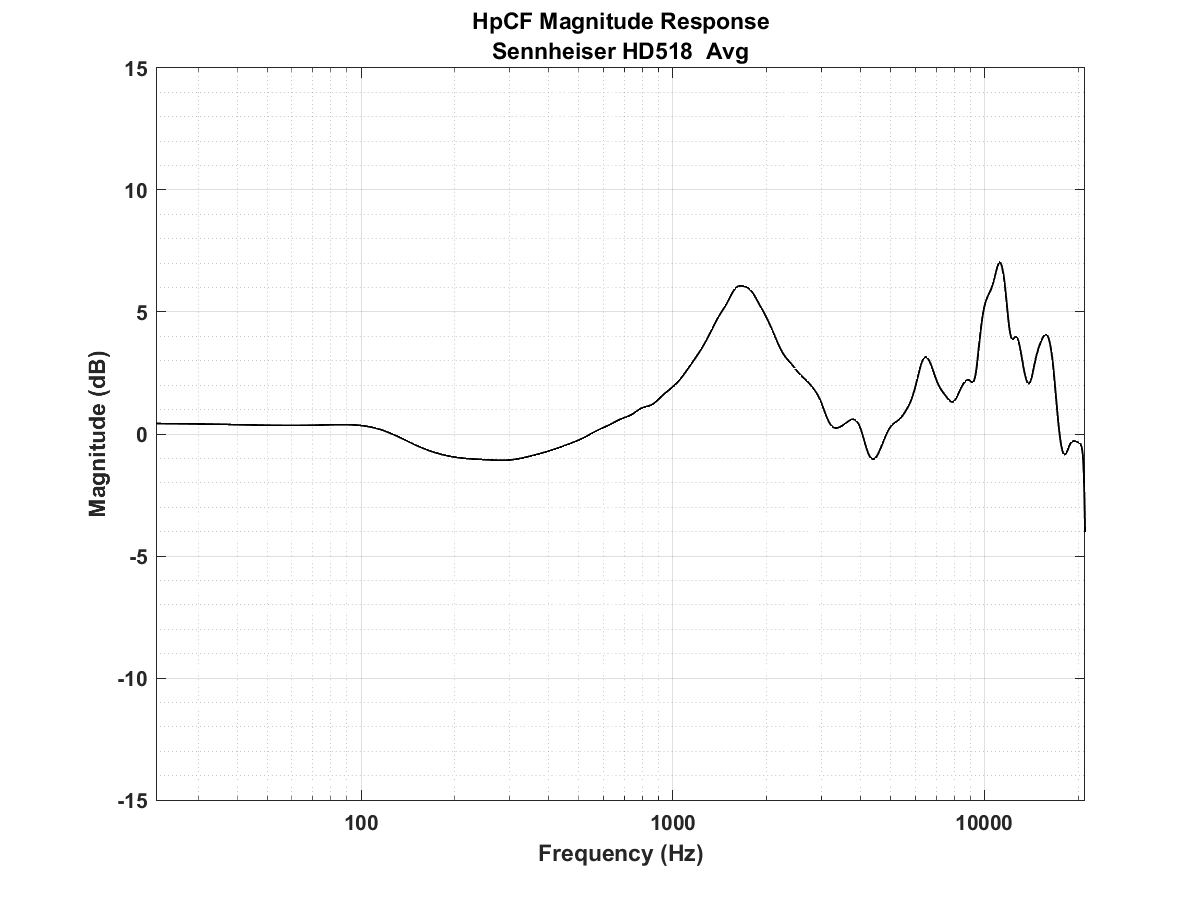 HpCF Magnitude Response
Sennheiser HD518  Avg
15
10
5
0
-5
-10
-15
Magnitude (dB)
100
1000
10000
Frequency (Hz)